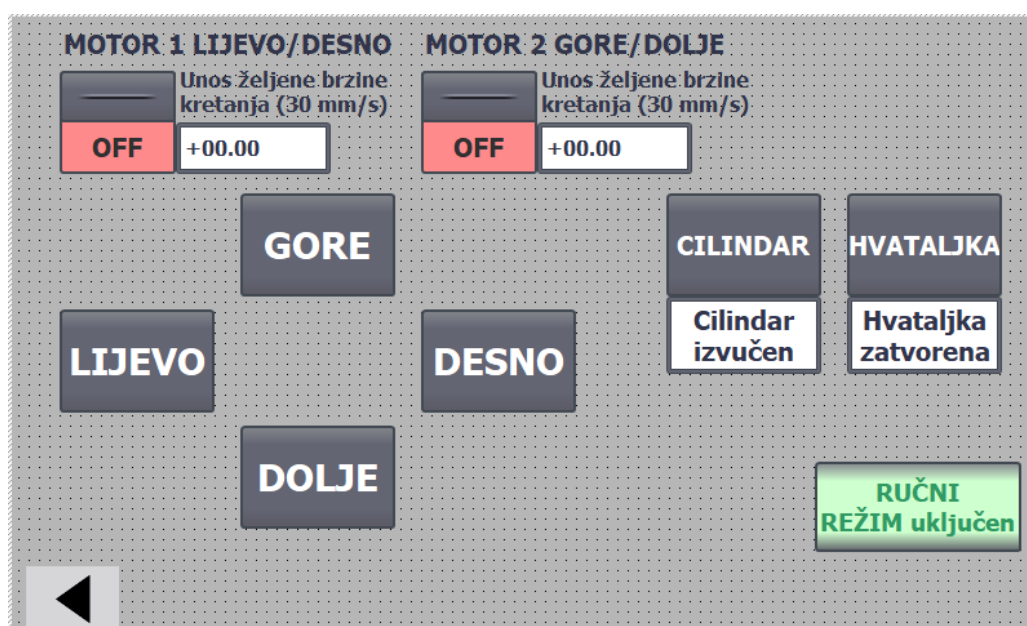 MOTOR 1 LIJEVO/DESNO
Unos željene brzine
kretanja (30 mm/s)
OFF
+00.00
MOTOR 2 GORE/DOLJE
Unos željene brzine
kretanja (30 mm/s)
OFF
+00.00
GORE
LIJEVO
DESNO
DOLJE
CILINDAR
Cilindar
izvučen
HVATALJKA
Hvataljka
zatvorena
RUČNI
REŽIM uključen